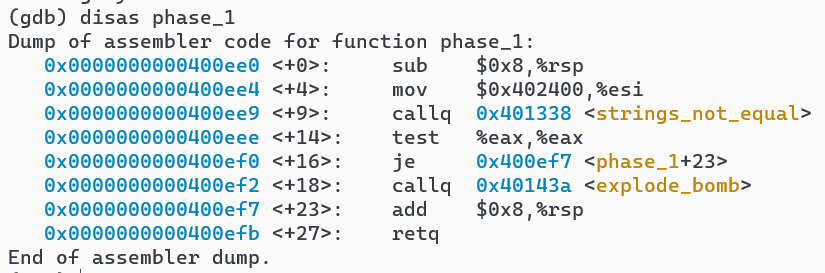 (gdb) disas phase_1
Dump of assembler code for function phase_1:
   0x0000000000400ee0 <+0>:     sub    $0x8,%rsp
   0x0000000000400ee4 <+4>:     mov    $0x402400,%esi
   0x0000000000400ee9 <+9>:     callq  0x401338 <strings_not_equal>
   0x0000000000400eee <+14>:    test   %eax,%eax
   0x0000000000400ef0 <+16>:    je     0x400ef7 <phase_1+23>
   0x0000000000400ef2 <+18>:    callq  0x40143a <explode_bomb>
   0x0000000000400ef7 <+23>:    add    $0x8,%rsp
   0x0000000000400efb <+27>:    retq
End of assembler dump.